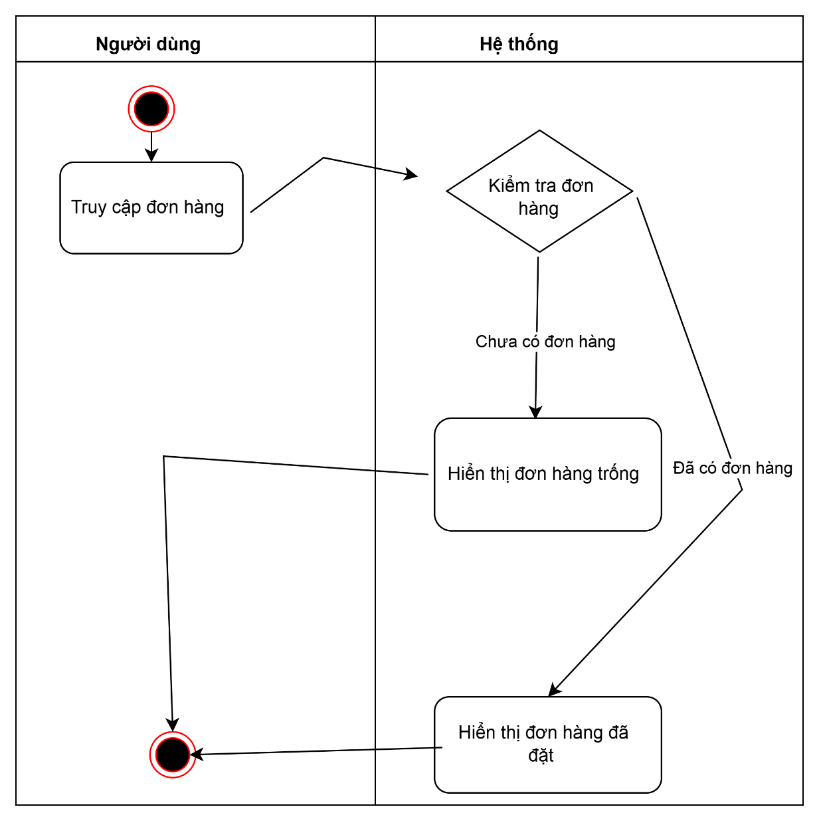 Người dùng
Hệ thống
Truy cập đơn hàng
Kiểm tra đơn
hàng
Chưa có đơn hàng
Hiển thị đơn hàng trống
Đã có đơn hàng
Hiển thị đơn hàng đã
đặt